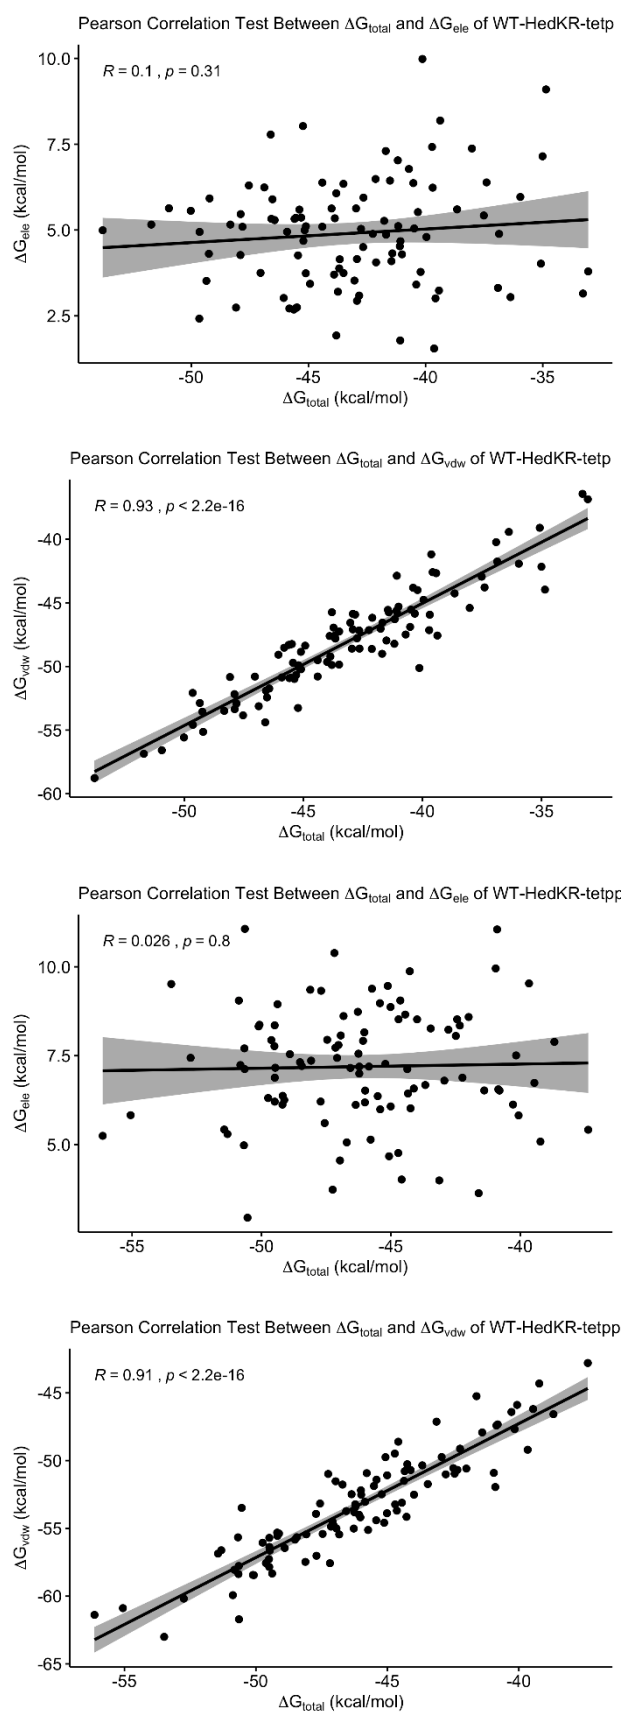 Pearson Correlation Test Between ΔGtotal and ΔGele of WT-HedKR-tetp
R = 0.1 , p = 0.31
10.0
7.5
5.0
2.5
ΔGele (kcal/mol)
-50 -45 -40 -35
ΔGtotal (kcal/mol)
Pearson Correlation Test Between ΔGtotal and ΔGvdw of WT-HedKR-tetp
R = 0.93 , p < 2.2e-16
-40
-45
-50
-55
-60
ΔGvdw (kcal/mol)
-50 -45 -40 -35
ΔGtotal (kcal/mol)
Pearson Correlation Test Between ΔGtotal and ΔGele of WT-HedKR-tetpp
R = 0.026 , p = 0.8
10.0
7.5
5.0
ΔGele (kcal/mol)
-55 -50 -45 -40
ΔGtotal (kcal/mol)
Pearson Correlation Test Between ΔGtotal and ΔGvdw of WT-HedKR-tetpp
R = 0.91 , p < 2.2e-16
-45
-50
-55
-60
-65
ΔGvdw (kcal/mol)
-55 -50 -45 -40
ΔGtotal (kcal/mol)